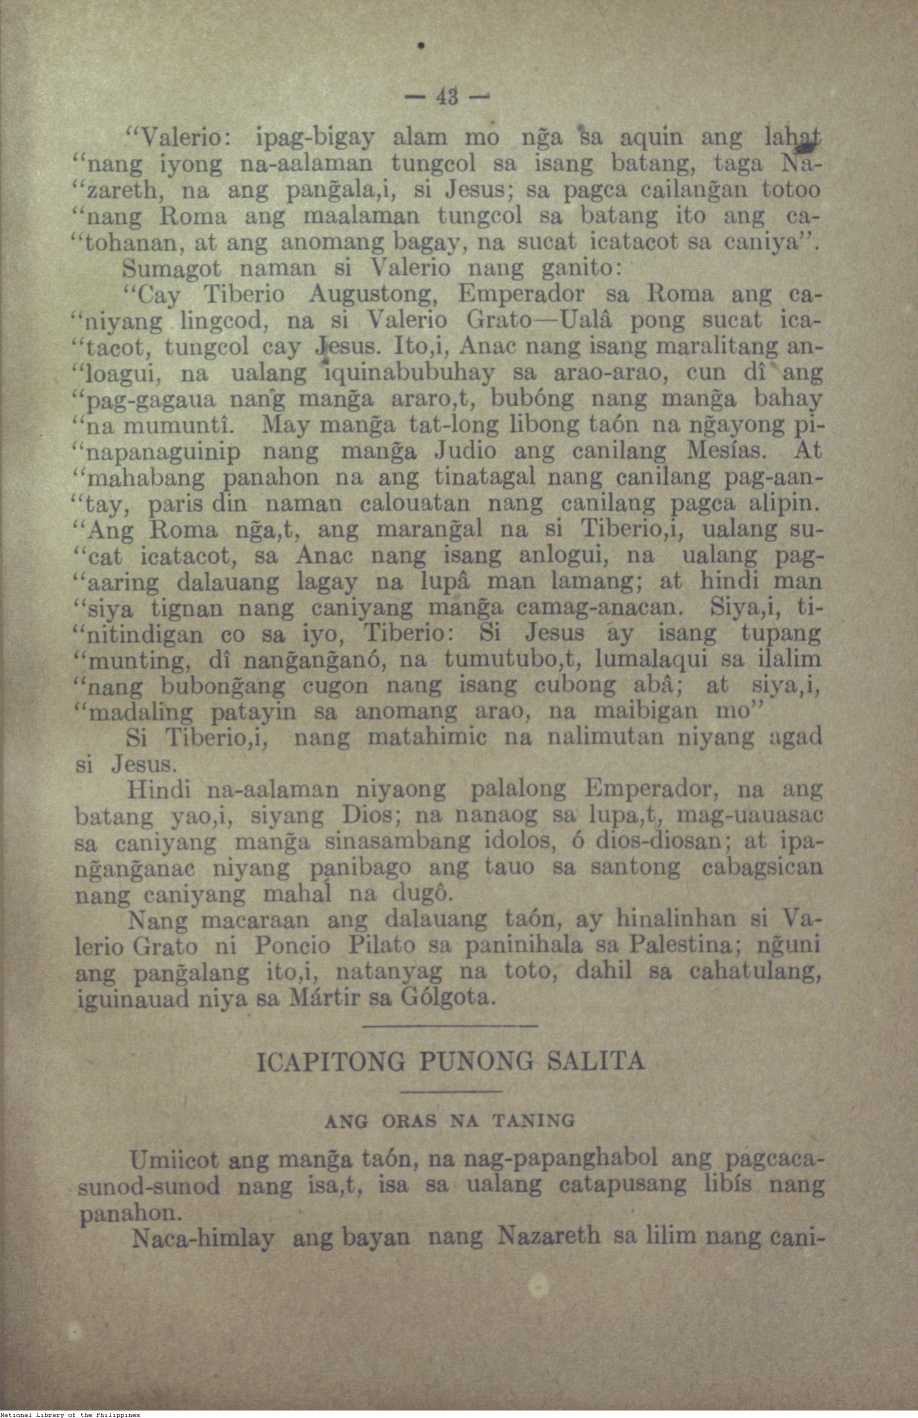 — 43 —
“Valerio: ipag-bigay alam mo ng̃a sa aquin ang lahat
“nang iyong na-aalaman tungcol sa isang batang, taga Na-
“zareth, na ang pang̃ala,i, si Jesus; sa pagca cailang̃an totoo
“nang Roma ang maalaman tungcol sa batang ito ang ca-
“tohanan, at ang anomang bagay, na sucat icatacot sa caniya”.
Sumagot naman si Valerio nang ganito:
“Cay Tiberio Augustong, Emperador sa Roma ang ca-
“niyang lingcod, na si Valerio Grato—Ualâ pong sucat ica-
“tacot, tungcol cay Jesus. Ito,i, Anac nang isang maralitang an-
“loagui, na ualang iquinabubuhay sa arao-arao, cun dî ang
“pag-gagaua nang mang̃a araro,t, bubóng nang mang̃a bahay
“na mumuntî. May mang̃a tat-long libong taón na ng̃ayong pi-
“napanaguinip nang mang̃a Judio ang canilang Mesías. At
“mahabang panahon na ang tinatagal nang canilang pag-aan-
“tay, paris din naman calouatan nang canilang pagca alipin.
“Ang Roma ng̃a,t, ang marang̃al na si Tiberio,i, ualang su-
“cat icatacot, sa Anac nang isang anlogui, na ualang pag-
“aaring dalauang lagay na lupâ man lamang; at hindi man
“siya tignan nang caniyang mang̃a camag-anacan. Siya,i, ti-
“nitindigan co sa iyo, Tiberio: Si Jesus ay isang tupang
“munting, dî nang̃ang̃anó, na tumutubo,t, lumalaqui sa ilalim
“nang bubong̃ang cugon nang isang cubong abâ; at siya,i,
“madaling patayin sa anomang arao, na maibigan mo”
Si Tiberio,i, nang matahimic na nalimutan niyang agad
si Jesus.
Hindi na-aalaman niyaong palalong Emperador, na ang
batang yao,i, siyang Dios; na nanaog sa lupa,t, mag-uauasac
sa caniyang mang̃a sinasambang idolos, ó dios-diosan; at ipa-
ng̃ang̃anac niyang panibago ang tauo sa santong cabagsican
nang caniyang mahal na dugô.
Nang macaraan ang dalauang taón, ay hinalinhan si Va-
lerio Grato ni Poncio Pilato sa paninihala sa Palestina; ng̃uni
ang pang̃alang ito,i, natanyag na toto, dahil sa cahatulang,
iguinauad niya sa Mártir sa Gólgota.
ICAPITONG PUNONG SALITA
ANG ORAS NA TANING
Umiicot ang mang̃a taón, na nag-papanghabol ang pagcaca-
sunod-sunod nang isa,t, isa sa ualang catapusang libís nang
panahon.
Naca-himlay ang bayan nang Nazareth sa lilim nang cani-
National Library of the Philippines